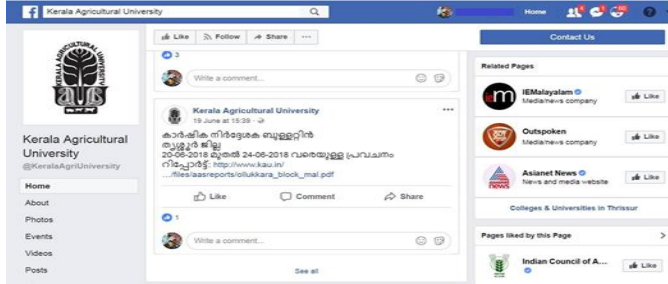 Kerala Agricultural University
Home
Like Follow Share
Contact Us
KERALA AGRICULTURAL UNIVERSITY
Kerala Agricultural
University
@KeralaAgriUniversity
Home
About
Photos
Events
Videos
Posts
3
Write a comment...
Kerala Agricultural University
19 June at 15:39
കാർഷിക നിർദ്ദേശക ബുള്ളറ്റിൻ
തൃശ്ശൂർ ജില്ല
20-06-2018 മുതൽ 24-06-2018 വരെയുള്ള പ്രവചനം
റിപ്പോർട്ട്: http://www.kau.in/
.../files/aasreports/ollukkara_block_mal.pdf
Like Comment Share
1
Write a comment...
See all
Related Pages
IEMalayalam
Media/news company
Like
Outspoken
Media/news company
Like
Asianet News
News and media website
Like
Colleges & Universities in Thrissur
Pages liked by this Page
Indian Council of A...
Like